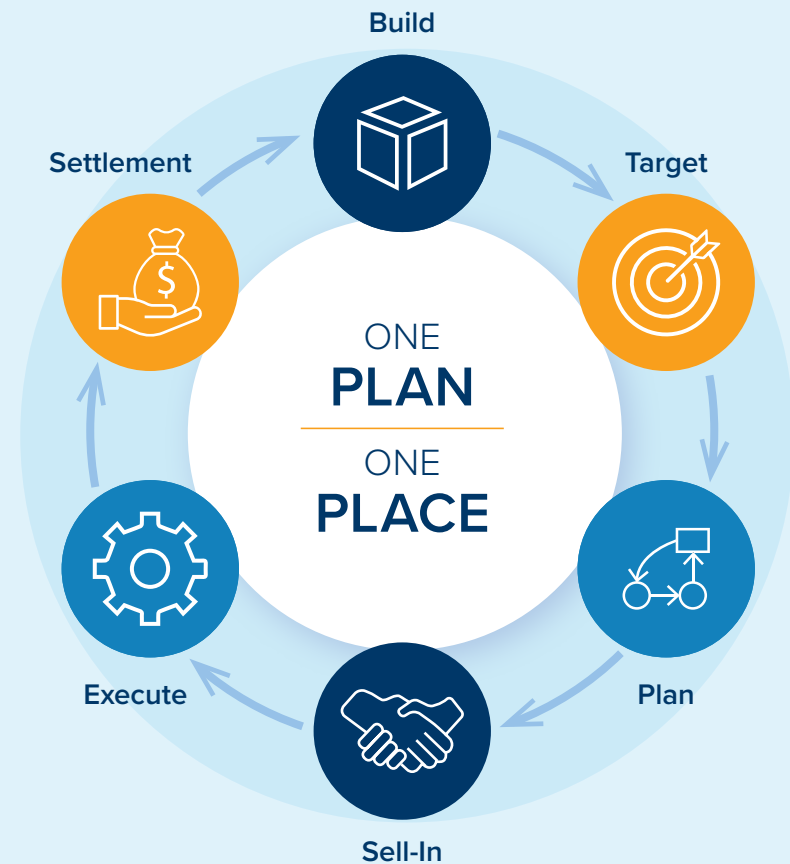 Build
Settlement
Target
$
ONE
PLAN
ONE
PLACE
Execute
Plan
Sell-In